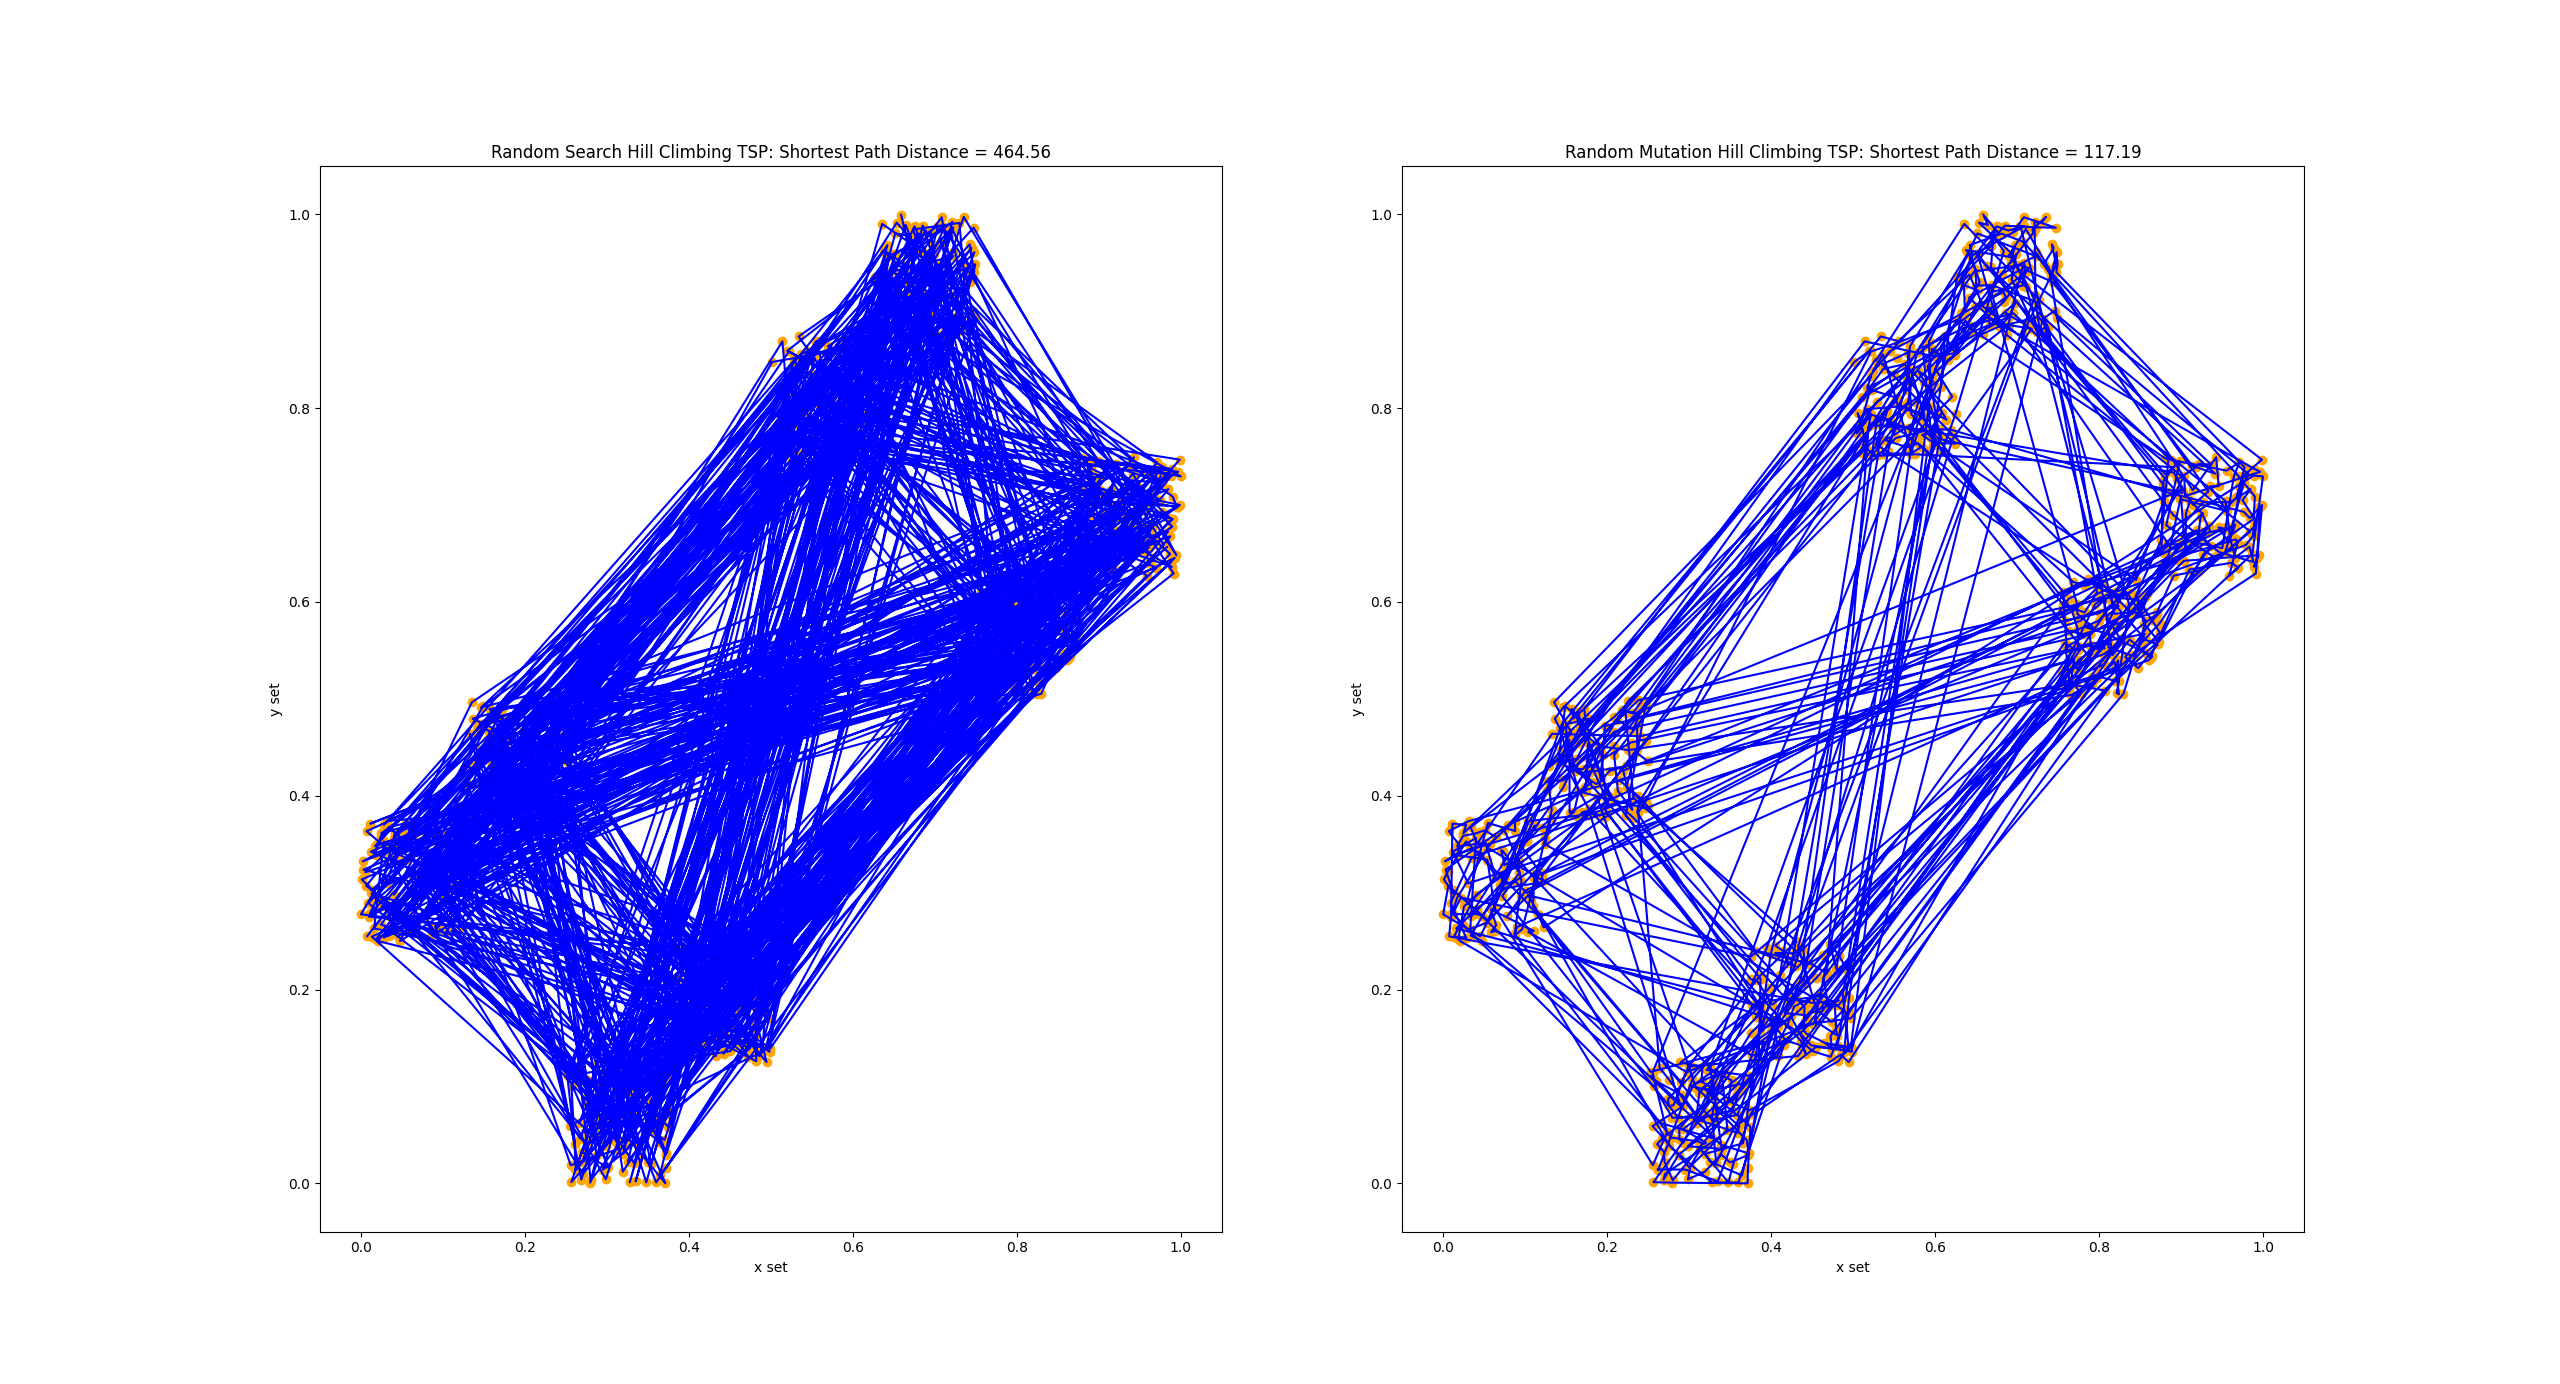 Random Search Hill Climbing TSP: Shortest Path Distance = 464.56
1.0
0.8
0.6
0.4
0.2
0.0
y set
0.0 0.2 0.4 0.6 0.8 1.0
x set
Random Mutation Hill Climbing TSP: Shortest Path Distance = 117.19
1.0
0.8
0.6
0.4
0.2
0.0
y set
0.0 0.2 0.4 0.6 0.8 1.0
x set